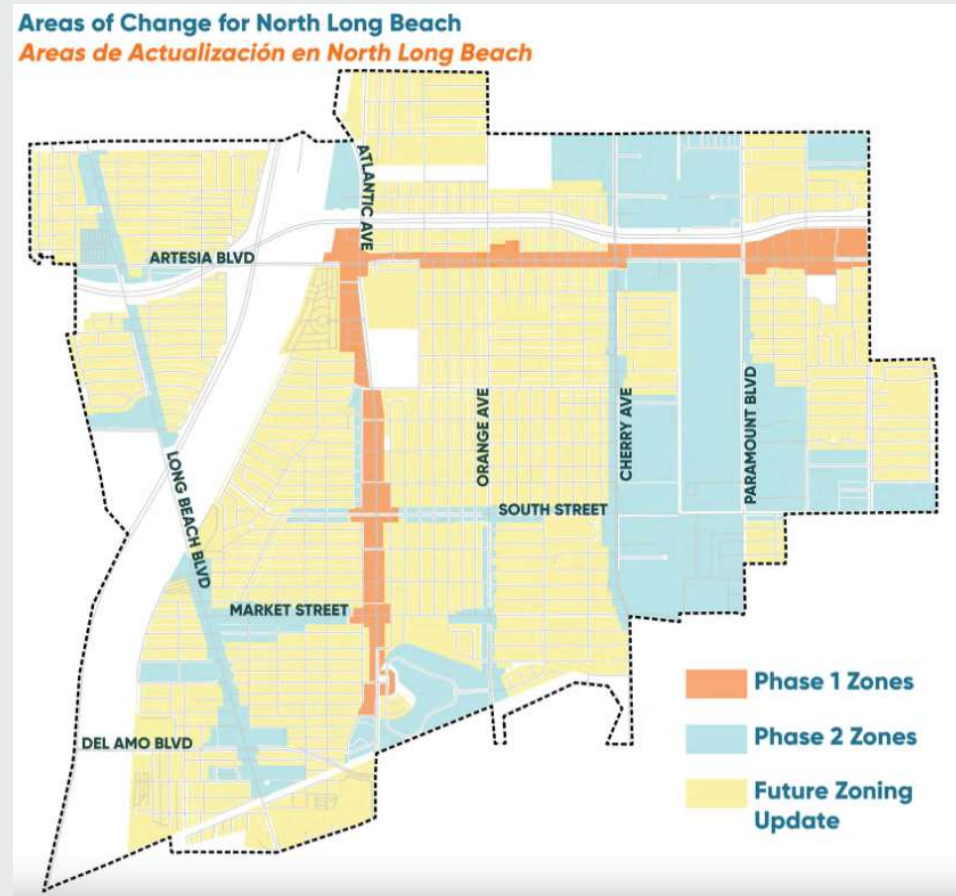 Areas of Change for North Long Beach
Areas de Actualización en North Long Beach
ATLANTIC AVE
ARTESIA BLVD
ORANGE AVE
CHERRY AVE
PARAMOUNT BLVD
LONG BEACH BLVD
SOUTH STREET
MARKET STREET
DEL AMO BLVD
Phase 1 Zones
Phase 2 Zones
Future Zoning
Update